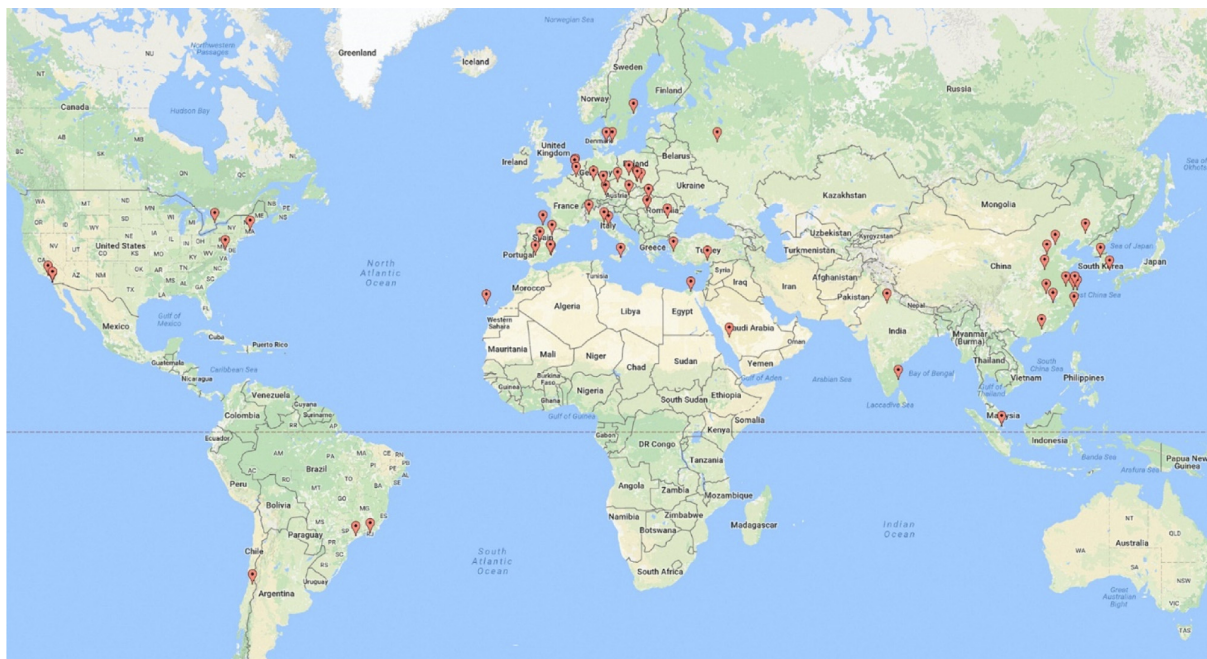 Norwegian Sea
Northwestern
Passages
Greenland
NU
Iceland
Sweden
Finland
Norway
Russia
NT
Canada
Hudson Bay
AB
MB
BC
SK
ON
QC
NL
Sea of
Okhotsk
Denmark
United
Kingdom
Ireland
Belarus
Poland
Germany
Ukraine
Austria
France
Romania
Kazakhstan
Mongolia
NB
PE
NS
ME
WA
MT
ND
MN
OR
ID
WY
SD
WI
MI
NY
NE
IA
IL
IN
OH
PA
NV
UT
CO
KS
MO
KY
WV
VA
DE
CA
AZ
NM
OK
AR
TN
NC
SC
MS
AL
GA
TX
LA
FL
United States
Italy
Spain
Portugal
Greece
Turkey
Uzbekistan
Kyrgyzstan
Turkmenistan
Sea of Japan
China
South Korea
Japan
East China Sea
North
Atlantic
Ocean
Tunisia
Morocco
Syria
Iraq
Iran
Afghanistan
Pakistan
Nepal
Algeria
Libya
Egypt
Western
Sahara
Gulf of
Mexico
Mexico
Cuba
Puerto Rico
Saudi Arabia
Oman
India
Myanmar
(Burma)
Mauritania
Mali
Niger
Chad
Sudan
Yemen
Thailand
South
China Sea
Guatemala
Caribbean Sea
Nicaragua
Burkina
Faso
Guinea
Ghana
Nigeria
Gulf of Aden
Arabian Sea
Bay of Bengal
Gulf of
Thailand
Vietnam
Philippines
Venezuela
Guyana
Suriname
Colombia
South Sudan
Ethiopia
Somalia
Laccadive Sea
Malaysia
RR
AP
Gulf of Guinea
Ecuador
Gabon
Kenya
DR Congo
Indonesia
Papua New
Guinea
AM
PA
MA
CE
RN
PB
PI
PE
AL
SE
AC
TO
BA
RO
MT
GO
Brazil
Peru
Tanzania
Banda Sea
Arafura Sea
Bolivia
MG
ES
MS
SP
RJ
PR
SC
RS
Angola
Zambia
Mozambique
Zimbabwe
Namibia
Botswana
Madagascar
Indian
Ocean
Paraguay
Chile
South
Atlantic
Ocean
South Africa
Uruguay
Argentina
NT
QLD
WA
Australia
SA
NSW
VIC
TAS
Great
Australian
Bight